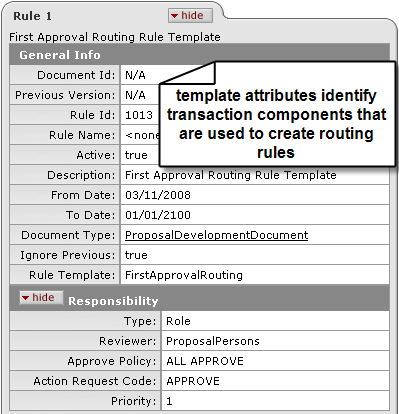 Rule 1
hide
First Approval Routing Rule Template
General Info
Document Id: N/A
Previous Version: N/A
Rule Id: 1013
Rule Name: <none
Active: true
Description: First Approval Routing Rule Template
From Date: 03/11/2008
To Date: 01/01/2100
Document Type: ProposalDevelopmentDocument
Ignore Previous: true
Rule Template: FirstApprovalRouting
template attributes identify
transaction components that
are used to create routing
rules
hide Responsibility
Type: Role
Reviewer: ProposalPersons
Approve Policy: ALL APPROVE
Action Request Code: APPROVE
Priority: 1